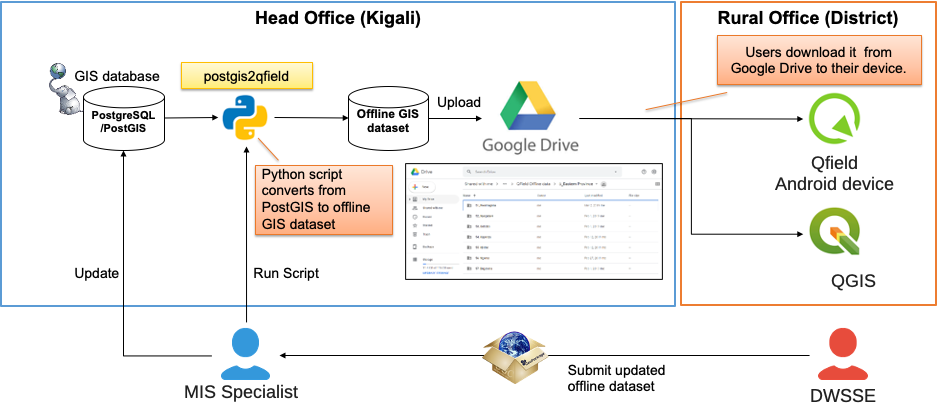 Head Office (Kigali)
Rural Office (District)
Users download it from
Google Drive to their device.
GIS database
postgis2qfield
PostgreSQL
/PostGIS
Offline GIS
dataset
Upload
Google Drive
Qfield
Android device
Python script
converts from
PostGIS to offline
GIS dataset
Drive
QGIS
Update
Run Script
Submit updated
offline dataset
MIS Specialist
DWSSE